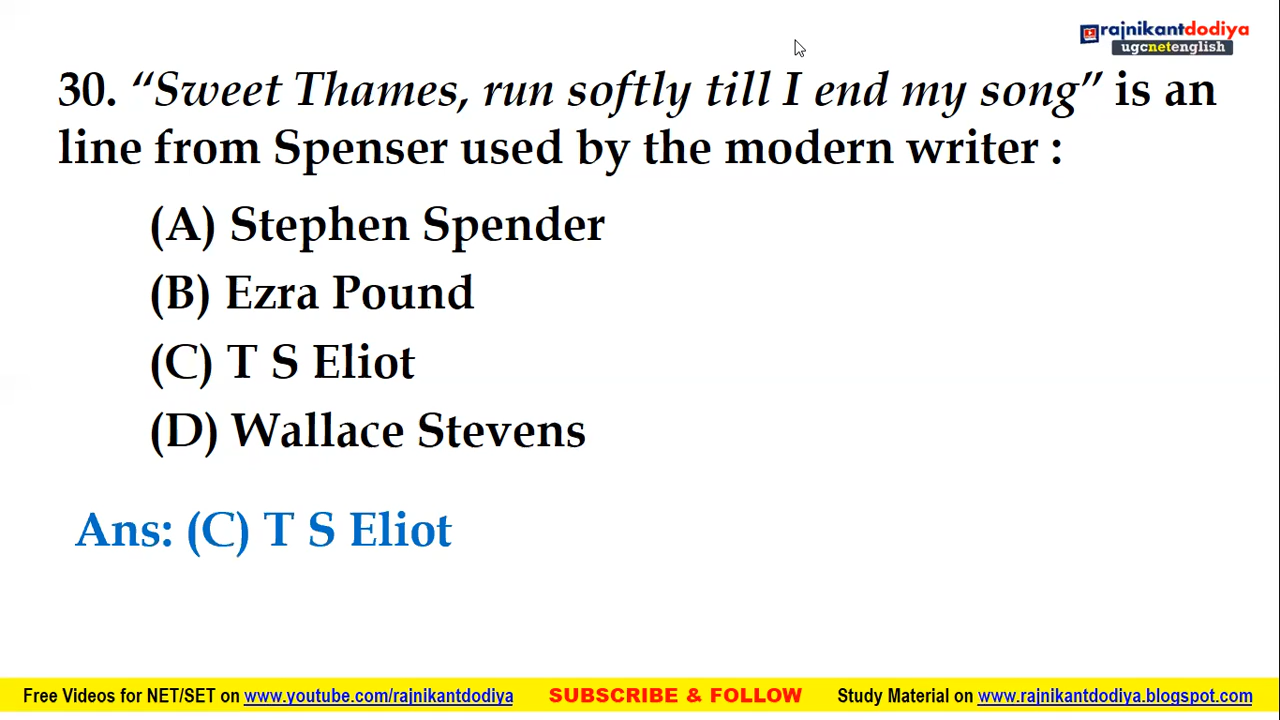 rajnikantdodiya
ugcnetenglish
30. “Sweet Thames, run softly till I end my song” is an
line from Spenser used by the modern writer :
(A) Stephen Spender
(B) Ezra Pound
(C) T S Eliot
(D) Wallace Stevens
Ans: (C) T S Eliot
Free Videos for NET/SET on www.youtube.com/rajnikantdodiya SUBSCRIBE & FOLLOW Study Material on www.rajnikantdodiya.blogspot.com